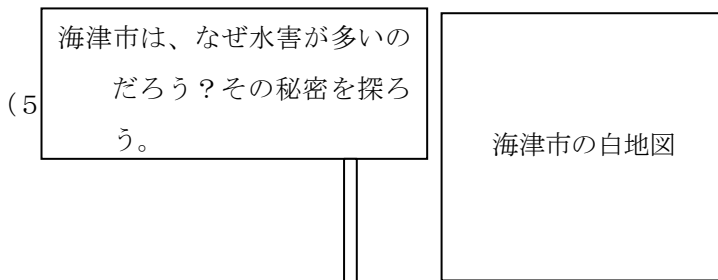 海津市は、なぜ水害が多いの
だろう？その秘密を探ろ
う。
（５
海津市の白地図